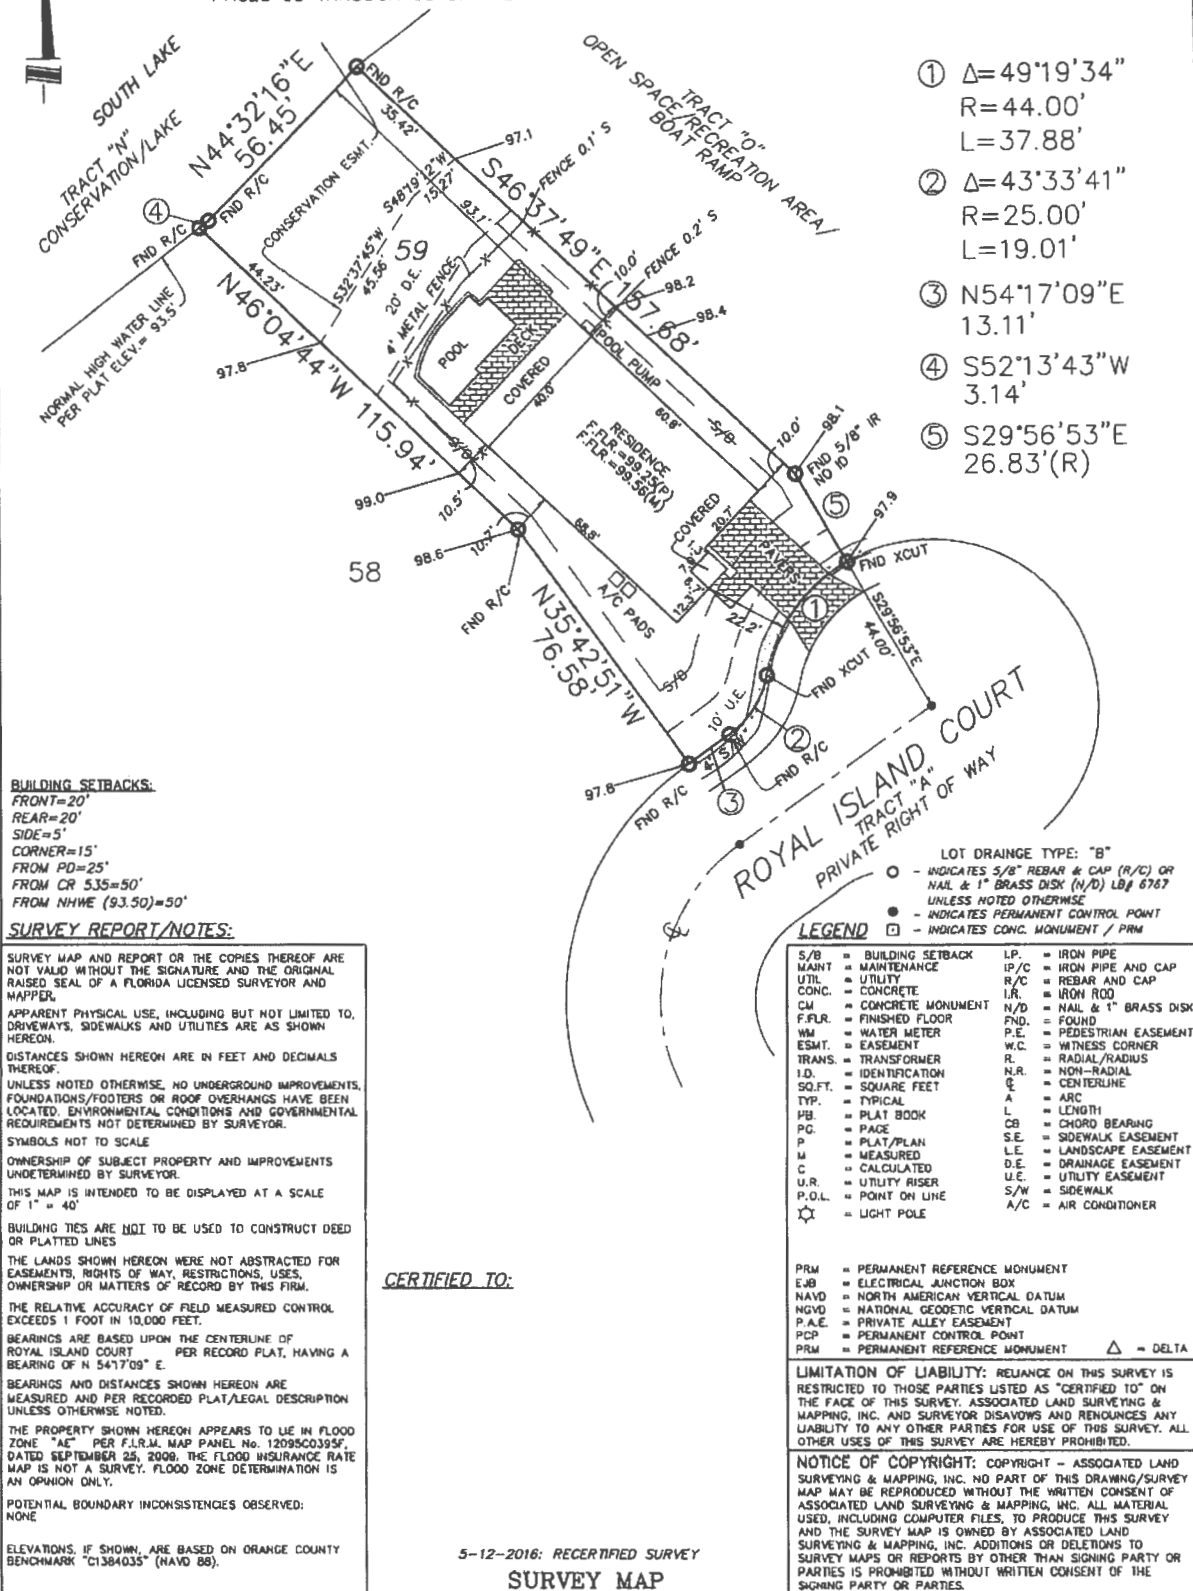 SOUTH LAKE
TRACT "N"
CONSERVATION/LAKE
N44°32'16"E
56.45'
FND R/C
35.42'
OPEN SPACE/RECREATION AREA/
TRACT "O"
BOAT RAMP
① Δ=49°19'34"
R=44.00'
L=37.88'
② Δ=43°33'41"
R=25.00'
L=19.01'
③ N54°17'09"E
13.11'
④ S52°13'43"W
3.14'
⑤ S29°56'53"E
26.83'(R)
④
FND R/C
FND R/C
CONSERVATION ESMT.
97.1
FENCE 0.1' S
S46°37'49"E 157.68'
15.27'
93.1'
S32°37'45"W
45.56'
59
20' D.E.
4' METAL FENCE
44.23'
NORMAL HIGH WATER LINE
PER PLAT ELEV.= 93.5'
97.8
N46°04'44"W 115.94'
10.0'
FENCE 0.2' S
98.2
98.4
POOL
DECK
COVERED
40.0'
POOL PUMP
60.8'
S/B
RESIDENCE
F.FLR.=99.25(P)
F.FLR.=99.56(M)
10.0'
98.1
FND 5/8" IR
NO ID
⑤
97.9
S/B
99.0
10.5'
98.6
10.7'
58
FND R/C
A/C PADS
COVERED
20.7'
PAVERS
1.3'
12.3'
22.2'
①
FND XCUT
S29°56'53"E
44.00'
N35°42'51"W
76.58'
S/B
FND XCUT
10' U.E.
4' S/W
②
FND R/C
③
97.8
FND R/C
ROYAL ISLAND COURT
TRACT "A"
PRIVATE RIGHT OF WAY
BUILDING SETBACKS:
FRONT=20'
REAR=20'
SIDE=5'
CORNER=15'
FROM PD=25'
FROM CR 535=50'
FROM NHWE (93.50)=50'
LOT DRAINGE TYPE: "B"
- INDICATES 5/8" REBAR & CAP (R/C) OR
NAIL & 1" BRASS DISK (N/D) LB# 6767
UNLESS NOTED OTHERWISE
- INDICATES PERMANENT CONTROL POINT
- INDICATES CONC. MONUMENT / PRM
SURVEY REPORT/NOTES:
SURVEY MAP AND REPORT OR THE COPIES THEREOF ARE
NOT VALID WITHOUT THE SIGNATURE AND THE ORIGINAL
RAISED SEAL OF A FLORIDA LICENSED SURVEYOR AND
MAPPER.
APPARENT PHYSICAL USE, INCLUDING BUT NOT LIMITED TO,
DRIVEWAYS, SIDEWALKS AND UTILITIES ARE AS SHOWN
HEREON.
DISTANCES SHOWN HEREON ARE IN FEET AND DECIMALS
THEREOF.
UNLESS NOTED OTHERWISE, NO UNDERGROUND IMPROVEMENTS,
FOUNDATIONS/FOOTERS OR ROOF OVERHANGS HAVE BEEN
LOCATED. ENVIRONMENTAL CONDITIONS AND GOVERNMENTAL
REQUIREMENTS NOT DETERMINED BY SURVEYOR.
SYMBOLS NOT TO SCALE
OWNERSHIP OF SUBJECT PROPERTY AND IMPROVEMENTS
UNDETERMINED BY SURVEYOR.
THIS MAP IS INTENDED TO BE DISPLAYED AT A SCALE
OF 1" = 40'
BUILDING TIES ARE NOT TO BE USED TO CONSTRUCT DEED
OR PLATTED LINES
THE LANDS SHOWN HEREON WERE NOT ABSTRACTED FOR
EASEMENTS, RIGHTS OF WAY, RESTRICTIONS, USES,
OWNERSHIP OR MATTERS OF RECORD BY THIS FIRM.
THE RELATIVE ACCURACY OF FIELD MEASURED CONTROL
EXCEEDS 1 FOOT IN 10,000 FEET.
BEARINGS ARE BASED UPON THE CENTERLINE OF
ROYAL ISLAND COURT PER RECORD PLAT, HAVING A
BEARING OF N 54°17'09" E.
BEARINGS AND DISTANCES SHOWN HEREON ARE
MEASURED AND PER RECORDED PLAT/LEGAL DESCRIPTION
UNLESS OTHERWISE NOTED.
THE PROPERTY SHOWN HEREON APPEARS TO LIE IN FLOOD
ZONE "AE" PER F.I.R.M. MAP PANEL No. 12095C0395F,
DATED SEPTEMBER 25, 2009. THE FLOOD INSURANCE RATE
MAP IS NOT A SURVEY. FLOOD ZONE DETERMINATION IS
AN OPINION ONLY.
POTENTIAL BOUNDARY INCONSISTENCIES OBSERVED:
NONE
ELEVATIONS, IF SHOWN, ARE BASED ON ORANGE COUNTY
BENCHMARK "C1384035" (NAVD 88).
CERTIFIED TO:
5-12-2016: RECERTIFIED SURVEY
SURVEY MAP
LEGEND
S/B = BUILDING SETBACK
MAINT = MAINTENANCE
UTIL = UTILITY
CONC. = CONCRETE
CM = CONCRETE MONUMENT
F.FLR. = FINISHED FLOOR
WM = WATER METER
ESMT. = EASEMENT
TRANS. = TRANSFORMER
I.D. = IDENTIFICATION
SQ.FT. = SQUARE FEET
TYP. = TYPICAL
PB. = PLAT BOOK
PG. = PAGE
P = PLAT/PLAN
M = MEASURED
C = CALCULATED
U.R. = UTILITY RISER
P.O.L. = POINT ON LINE
= LIGHT POLE
I.P. = IRON PIPE
IP/C = IRON PIPE AND CAP
R/C = REBAR AND CAP
I.R. = IRON ROD
N/D = NAIL & 1" BRASS DISK
FND. = FOUND
P.E. = PEDESTRIAN EASEMENT
W.C. = WITNESS CORNER
R. = RADIAL/RADIUS
N.R. = NON-RADIAL
℄ = CENTERLINE
A = ARC
L = LENGTH
CB = CHORD BEARING
S.E. = SIDEWALK EASEMENT
L.E. = LANDSCAPE EASEMENT
D.E. = DRAINAGE EASEMENT
U.E. = UTILITY EASEMENT
S/W = SIDEWALK
A/C = AIR CONDITIONER
PRM = PERMANENT REFERENCE MONUMENT
EJB = ELECTRICAL JUNCTION BOX
NAVD = NORTH AMERICAN VERTICAL DATUM
NGVD = NATIONAL GEODETIC VERTICAL DATUM
P.A.E. = PRIVATE ALLEY EASEMENT
PCP = PERMANENT CONTROL POINT
PRM = PERMANENT REFERENCE MONUMENT △ = DELTA
LIMITATION OF LIABILITY: RELIANCE ON THIS SURVEY IS
RESTRICTED TO THOSE PARTIES LISTED AS "CERTIFIED TO" ON
THE FACE OF THIS SURVEY. ASSOCIATED LAND SURVEYING &
MAPPING, INC. AND SURVEYOR DISAVOWS AND RENOUNCES ANY
LIABILITY TO ANY OTHER PARTIES FOR USE OF THIS SURVEY. ALL
OTHER USES OF THIS SURVEY ARE HEREBY PROHIBITED.
NOTICE OF COPYRIGHT: COPYRIGHT - ASSOCIATED LAND
SURVEYING & MAPPING, INC. NO PART OF THIS DRAWING/SURVEY
MAP MAY BE REPRODUCED WITHOUT THE WRITTEN CONSENT OF
ASSOCIATED LAND SURVEYING & MAPPING, INC. ALL MATERIAL
USED, INCLUDING COMPUTER FILES, TO PRODUCE THIS SURVEY
AND THE SURVEY MAP IS OWNED BY ASSOCIATED LAND
SURVEYING & MAPPING, INC. ADDITIONS OR DELETIONS TO
SURVEY MAPS OR REPORTS BY OTHER THAN SIGNING PARTY OR
PARTIES IS PROHIBITED WITHOUT WRITTEN CONSENT OF THE
SIGNING PARTY OR PARTIES.